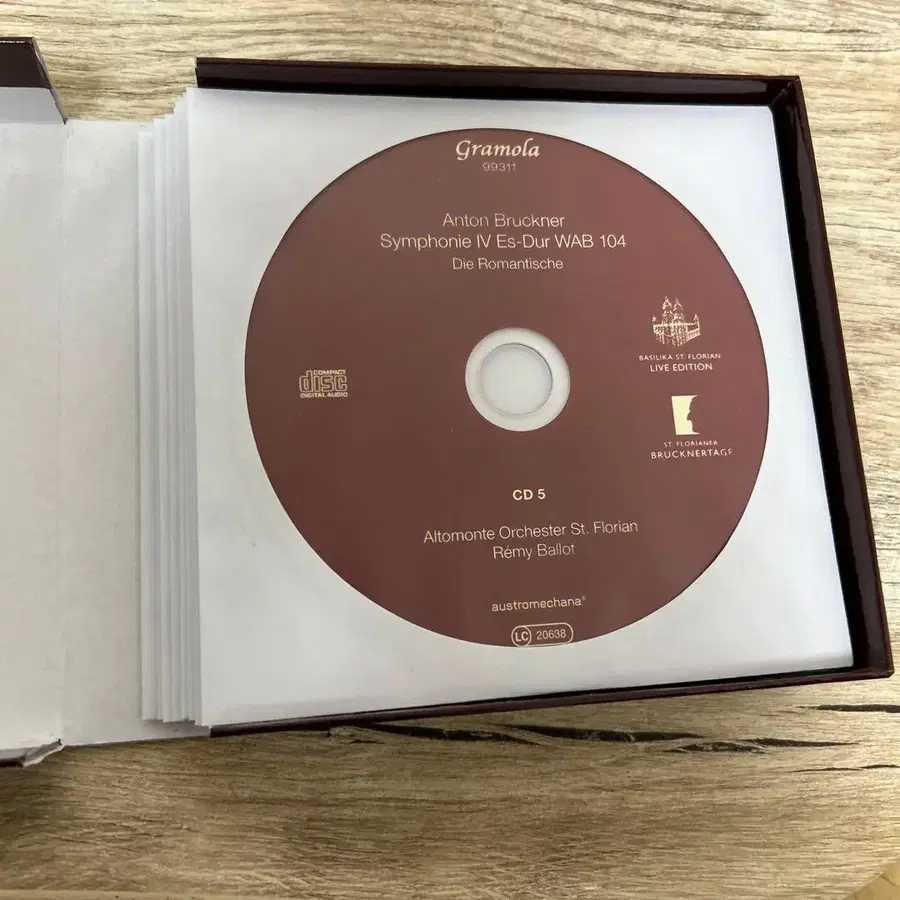 Gramola
99311
Anton Bruckner
Symphonie IV Es-Dur WAB 104
Die Romantische
BASILIKA ST. FLORIAN
LIVE EDITION
COMPACT
disc
DIGITAL AUDIO
ST. FLORIANER
BRUCKNERTAGE
CD 5
Altomonte Orchester St. Florian
Rémy Ballot
austromechana®
LC 20638